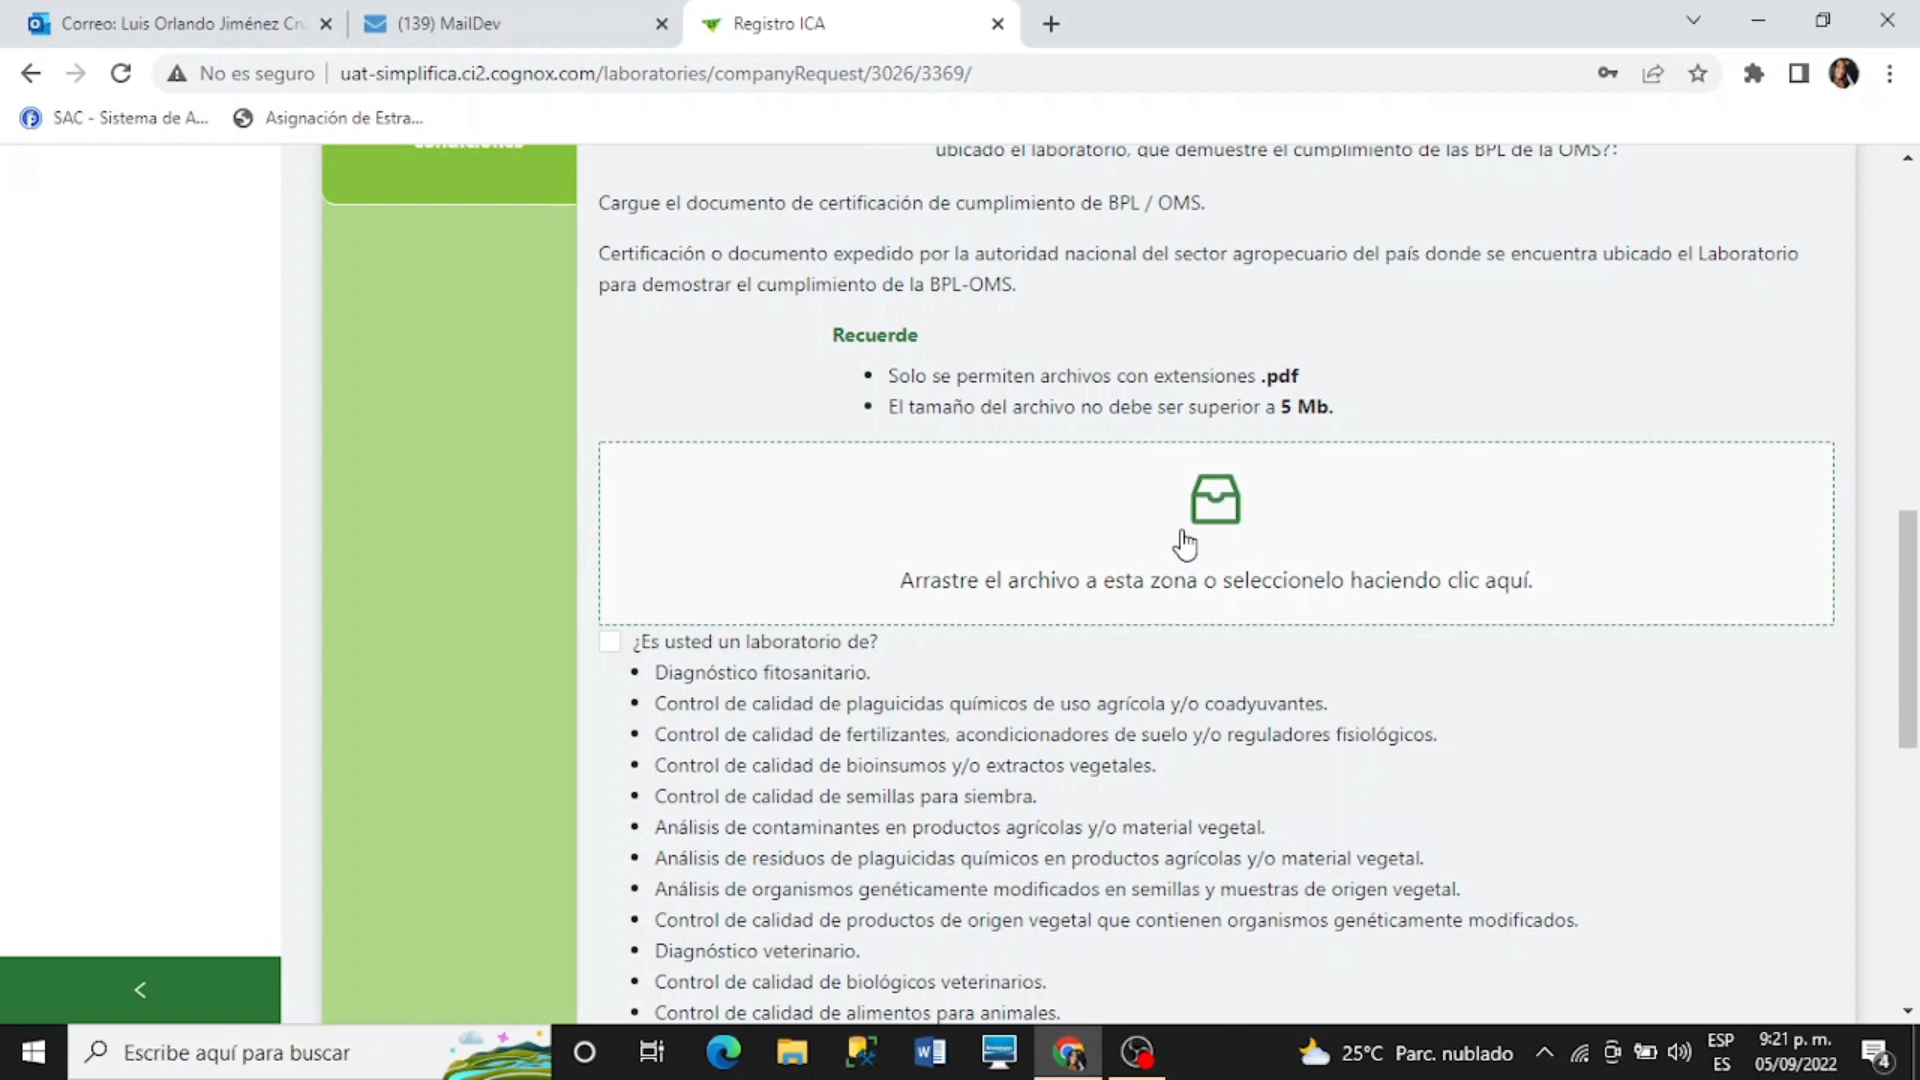 Correo: Luis Orlando Jiménez Cr
(139) MailDev
Registro ICA
No es seguro
uat-simplifica.ci2.cognox.com/laboratories/companyRequest/3026/3369/
SAC - Sistema de A...
Asignación de Estra...
condiciones
ubicado el laboratorio, que demuestre el cumplimiento de las BPL de la OMS?:
Cargue el documento de certificación de cumplimiento de BPL / OMS.
Certificación o documento expedido por la autoridad nacional del sector agropecuario del país donde se encuentra ubicado el Laboratorio
para demostrar el cumplimiento de la BPL-OMS.
Recuerde
• Solo se permiten archivos con extensiones .pdf
• El tamaño del archivo no debe ser superior a 5 Mb.
Arrastre el archivo a esta zona o seleccionelo haciendo clic aquí.
¿Es usted un laboratorio de?
• Diagnóstico fitosanitario.
• Control de calidad de plaguicidas químicos de uso agrícola y/o coadyuvantes.
• Control de calidad de fertilizantes, acondicionadores de suelo y/o reguladores fisiológicos.
• Control de calidad de bioinsumos y/o extractos vegetales.
• Control de calidad de semillas para siembra.
• Análisis de contaminantes en productos agrícolas y/o material vegetal.
• Análisis de residuos de plaguicidas químicos en productos agrícolas y/o material vegetal.
• Análisis de organismos genéticamente modificados en semillas y muestras de origen vegetal.
• Control de calidad de productos de origen vegetal que contienen organismos genéticamente modificados.
• Diagnóstico veterinario.
• Control de calidad de biológicos veterinarios.
• Control de calidad de alimentos para animales.
Escribe aquí para buscar
25°C Parc. nublado
ESP
ES
9:21 p. m.
05/09/2022
4